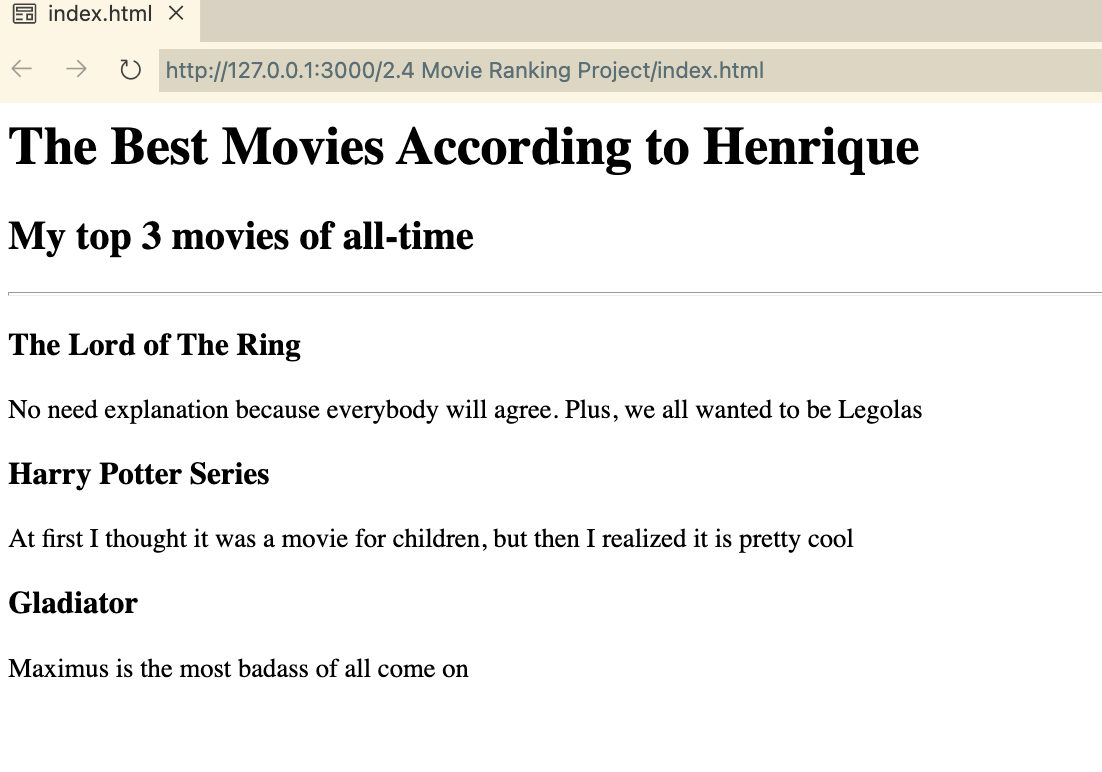 index.html
http://127.0.0.1:3000/2.4 Movie Ranking Project/index.html
The Best Movies According to Henrique
My top 3 movies of all-time
The Lord of The Ring
No need explanation because everybody will agree. Plus, we all wanted to be Legolas
Harry Potter Series
At first I thought it was a movie for children, but then I realized it is pretty cool
Gladiator
Maximus is the most badass of all come on